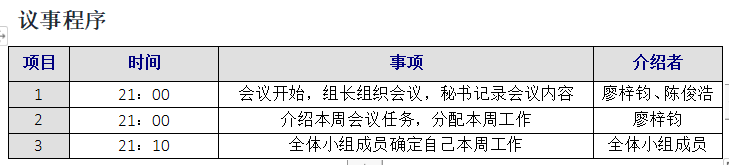 议事程序
项目 时间 事项 介绍者
1 21：00 会议开始，组长组织会议，秘书记录会议内容 廖梓钧、陈俊浩
2 21：00 介绍本周会议任务，分配本周工作 廖梓钧
3 21：10 全体小组成员确定自己本周工作 全体小组成员